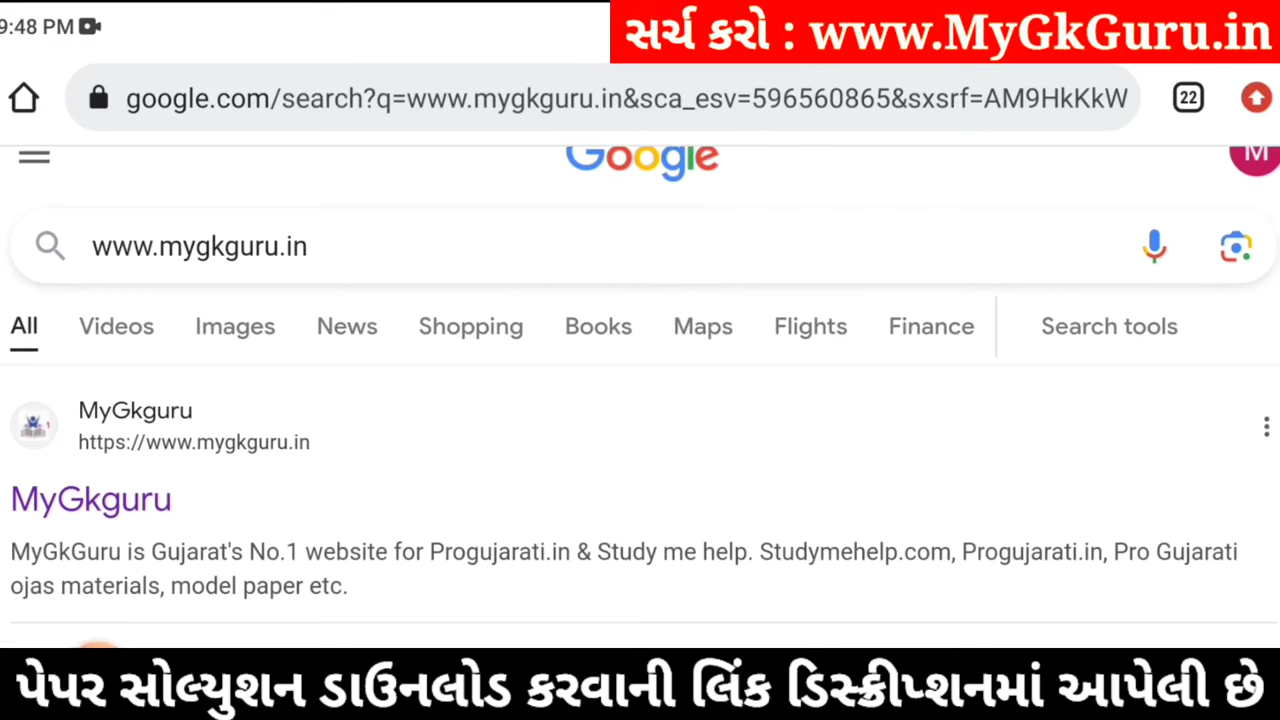 9:48 PM
સર્ચ કરો : www.MyGkGuru.in
google.com/search?q=www.mygkguru.in&sca_esv=596560865&sxsrf=AM9HkKkW
22
Google
M
www.mygkguru.in
All Videos Images News Shopping Books Maps Flights Finance Search tools
MyGkguru
https://www.mygkguru.in
MyGkguru
MyGkGuru is Gujarat's No.1 website for Progujarati.in & Study me help. Studymehelp.com, Progujarati.in, Pro Gujarati
ojas materials, model paper etc.
પેપર સોલ્યુશન ડાઉનલોડ કરવાની લિંક ડિસ્ક્રીપ્શનમાં આપેલી છે